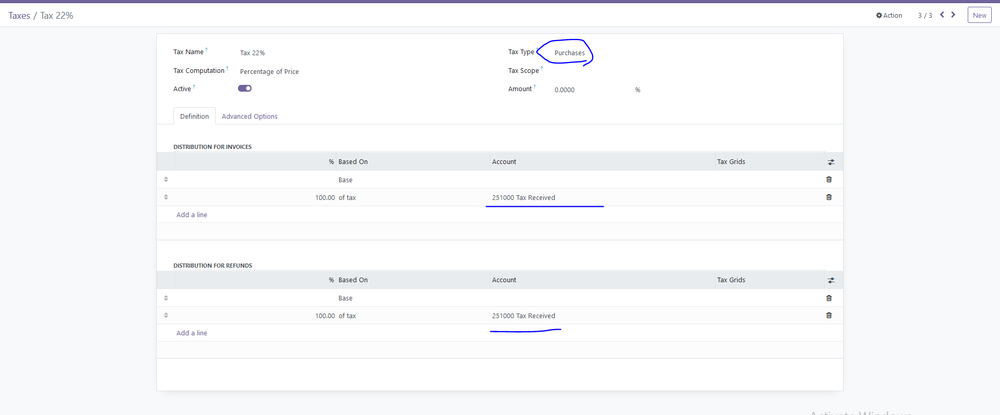 Taxes / Tax 22%
Action 3 / 3 New
Tax Name ? Tax 22% Tax Type ? Purchases
Tax Computation ? Percentage of Price Tax Scope ?
Active ? Amount ? 0.0000 %
Definition Advanced Options
DISTRIBUTION FOR INVOICES
% Based On Account Tax Grids
Base
100.00 of tax 251000 Tax Received
Add a line
DISTRIBUTION FOR REFUNDS
% Based On Account Tax Grids
Base
100.00 of tax 251000 Tax Received
Add a line
Activate Windows